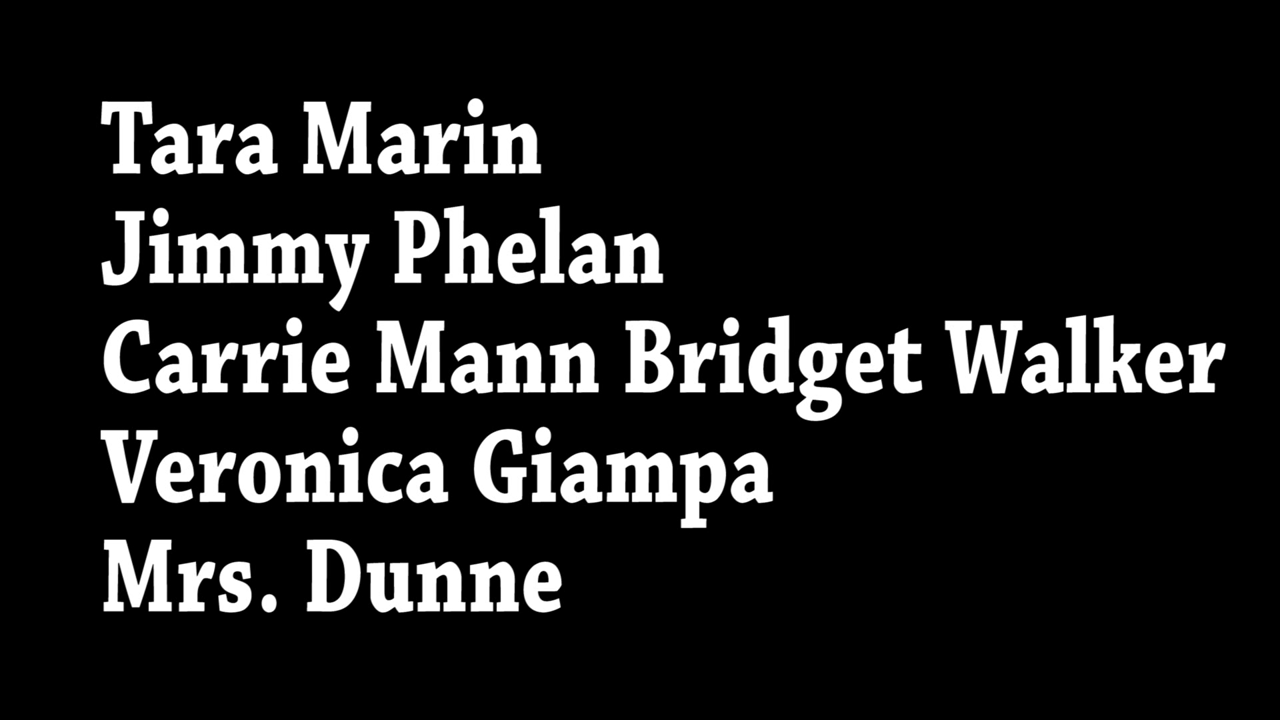 Tara Marin
Jimmy Phelan
Carrie Mann Bridget Walker
Veronica Giampa
Mrs. Dunne